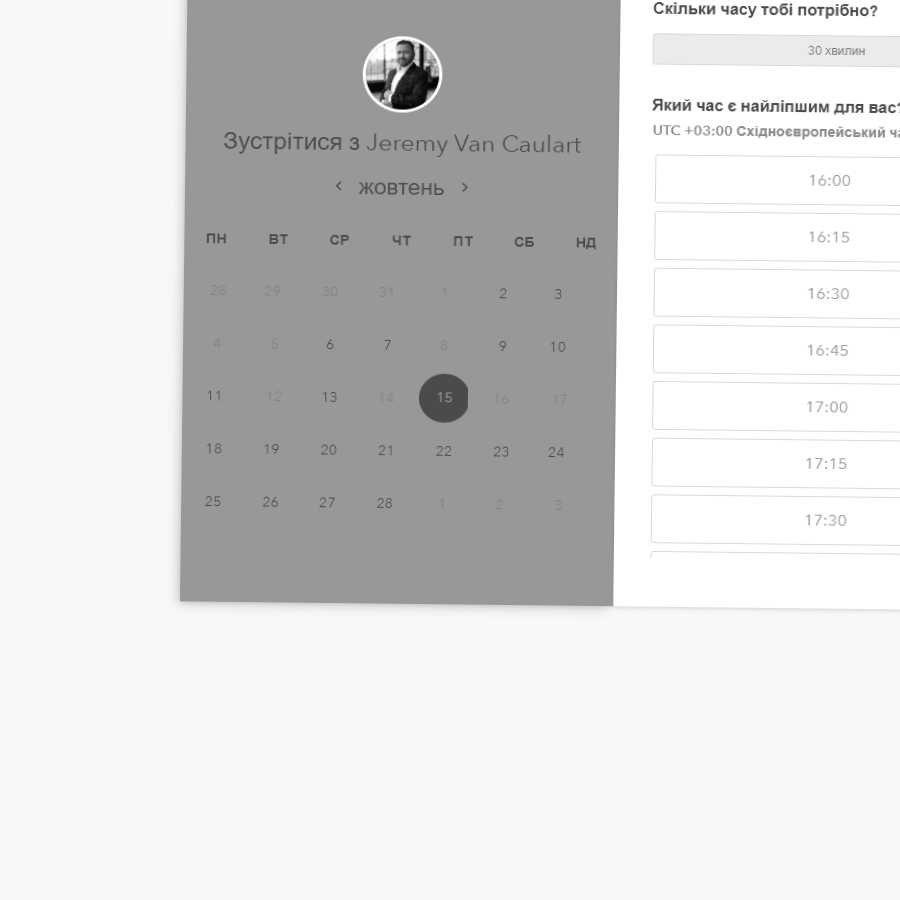 Зустрітися з Jeremy Van Caulart
жовтень
ПН ВТ СР ЧТ ПТ СБ НД
28 29 30 31 1 2 3
4 5 6 7 8 9 10
11 12 13 14 15 16 17
18 19 20 21 22 23 24
25 26 27 28 1 2 3
Скільки часу тобі потрібно?
30 хвилин
Який час є найліпшим для вас?
UTC +03:00 Східноєвропейський
16:00
16:15
16:30
16:45
17:00
17:15
17:30